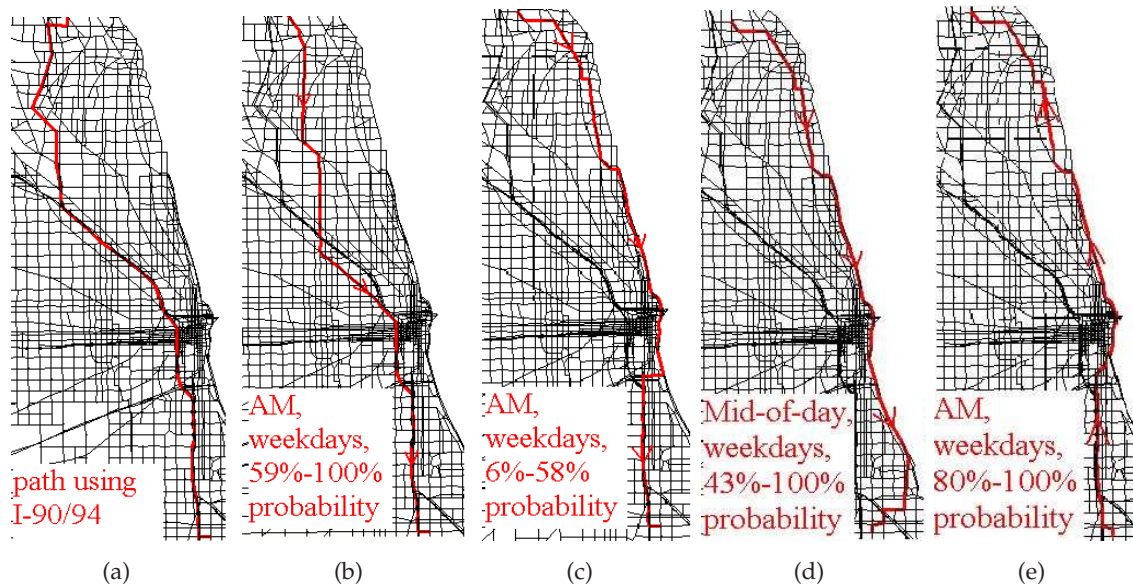 path using
I-90/94
AM,
weekdays,
59%-100%
probability
AM,
weekdays,
6%-58%
probability
Mid-of-day,
weekdays,
43%-100%
probability
AM,
weekdays,
80%-100%
probability
(a)
(b)
(c)
(d)
(e)